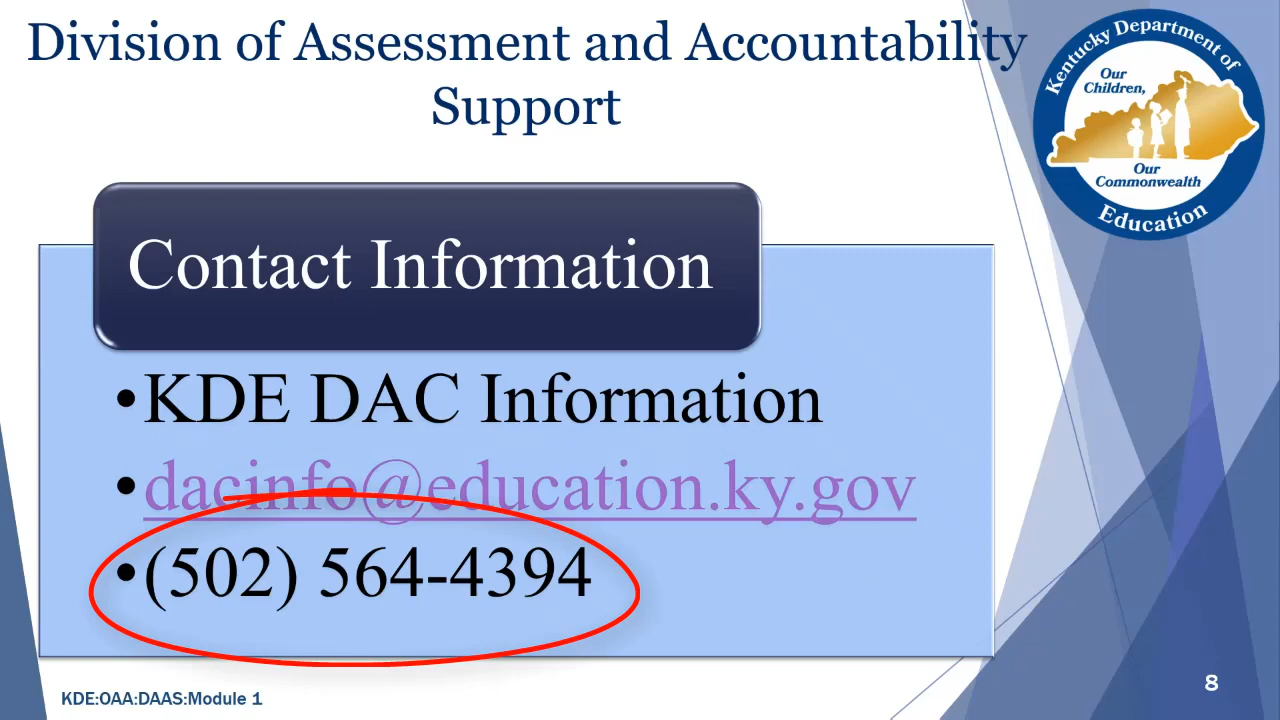 Division of Assessment and Accountability
Support
Kentucky Department of
Our
Children,
Our
Commonwealth
Education
Contact Information
•KDE DAC Information
•dacinfo@education.ky.gov
•(502) 564-4394
KDE:OAA:DAAS:Module 1
8